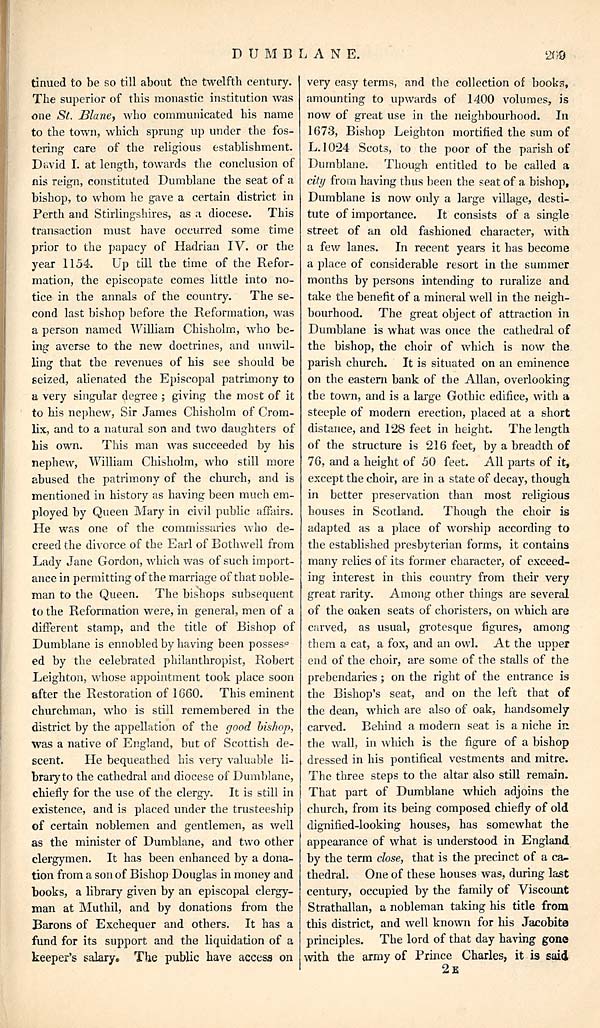 DUMBLANE.
209
tinued to be so till about the twelfth century.
The superior of this monastic institution was
one St. Blane, who communicated his name
to the town, which sprung up under the fos-
tering care of the religious establishment.
David I. at length, towards the conclusion of
his reign, constituted Dumblane the seat of a
bishop, to whom he gave a certain district in
Perth and Stirlingshires, as a diocese. This
transaction must have occurred some time
prior to the papacy of Hadrian IV. or the
year 1154. Up till the time of the Refor-
mation, the episcopate comes little into no-
tice in the annals of the country. The se-
cond last bishop before the Reformation, was
a person named William Chisholm, who be-
ing averse to the new doctrines, and unwil-
ling that the revenues of his see should be
seized, alienated the Episcopal patrimony to
a very singular degree ; giving the most of it
to his nephew, Sir James Chisholm of Crom-
lix, and to a natural son and two daughters of
his own. This man was succeeded by his
nephew, William Chisholm, who still more
abused the patrimony of the church, and is
mentioned in history as having been much em-
ployed by Queen Mary in civil public affairs.
He was one of the commissaries who de-
creed the divorce of the Earl of Bothwell from
Lady Jane Gordon, which was of such import-
ance in permitting of the marriage of that noble-
man to the Queen. The bishops subsequent
to the Reformation were, in general, men of a
different stamp, and the title of Bishop of
Dumblane is ennobled by having been possess-
ed by the celebrated philanthropist, Robert
Leighton, whose appointment took place soon
after the Restoration of 1660. This eminent
churchman, who is still remembered in the
district by the appellation of the good bishop,
was a native of England, but of Scottish de-
scent. He bequeathed his very valuable li-
brary to the cathedral and diocese of Dumblane,
chiefly for the use of the clergy. It is still in
existence, and is placed under the trusteeship
of certain noblemen and gentlemen, as well
as the minister of Dumblane, and two other
clergymen. It has been enhanced by a dona-
tion from a son of Bishop Douglas in money and
books, a library given by an episcopal clergy-
man at Muthil, and by donations from the
Barons of Exchequer and others. It has a
fund for its support and the liquidation of a
keeper's salary. The public have access on
very easy terms, and the collection of books,
amounting to upwards of 1400 volumes, is
now of great use in the neighbourhood. In
1673, Bishop Leighton mortified the sum of
L.1024 Scots, to the poor of the parish of
Dumblane. Though entitled to be called a
city from having thus been the seat of a bishop,
Dumblane is now only a large village, desti-
tute of importance. It consists of a single
street of an old fashioned character, with
a few lanes. In recent years it has become
a place of considerable resort in the summer
months by persons intending to ruralize and
take the benefit of a mineral well in the neigh-
bourhood. The great object of attraction in
Dumblane is what was once the cathedral of
the bishop, the choir of which is now the
parish church. It is situated on an eminence
on the eastern bank of the Allan, overlooking
the town, and is a large Gothic edifice, with a
steeple of modern erection, placed at a short
distance, and 128 feet in height. The length
of the structure is 216 feet, by a breadth of
76, and a height of 50 feet. All parts of it,
except the choir, are in a state of decay, though
in better preservation than most religious
houses in Scotland. Though the choir is
adapted as a place of worship according to
the established presbyterian forms, it contains
many relics of its former character, of exceed-
ing interest in this country from their very
great rarity. Among other things are several
of the oaken seats of choristers, on which are
carved, as usual, grotesque figures, among
them a cat, a fox, and an owl. At the upper
end of the choir, are some of the stalls of the
prebendaries ; on the right of the entrance is
the Bishop's seat, and on the left that of
the dean, which are also of oak, handsomely
carved. Behind a modern seat is a niche in
the wall, in which is the figure of a bishop
dressed in his pontifical vestments and mitre.
The three steps to the altar also still remain.
That part of Dumblane which adjoins the
church, from its being composed chiefly of old
dignified-looking houses, has somewhat the
appearance of what is understood in England
by the term close, that is the precinct of a ca-
thedral. One of these houses was, during last
century, occupied by the family of Viscount
Strathallan, a nobleman taking his title from
this district, and well known for his Jacobite
principles. The lord of that day having gone
with the army of Prince Charles, it is said
2 E